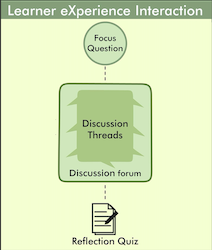 Learner eXperience Interaction
Focus
Question
Discussion
Threads
Discussion forum
Reflection Quiz